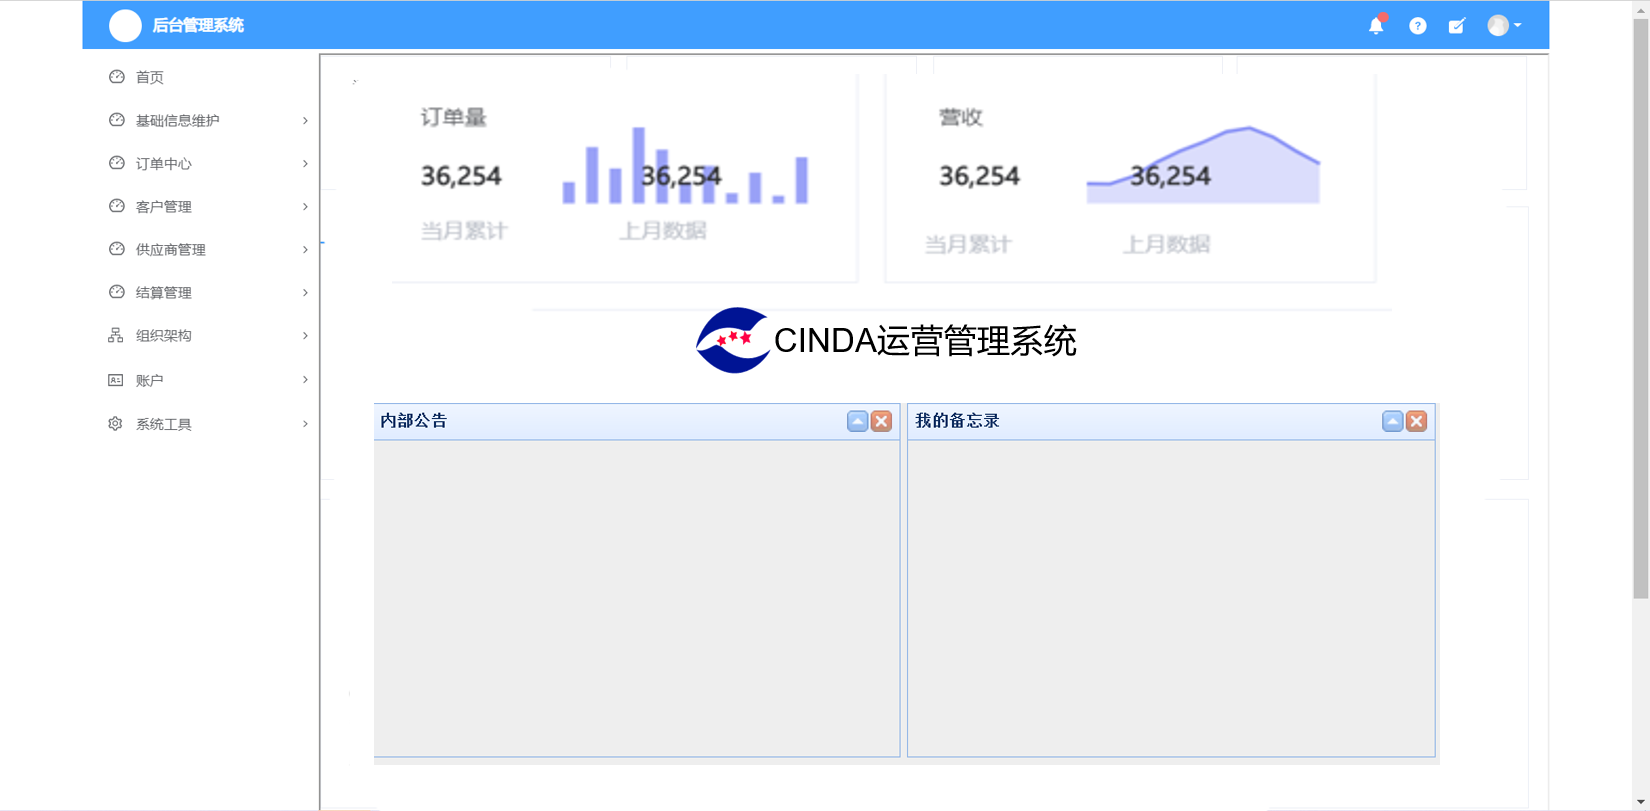 后台管理系统
首页
基础信息维护
订单中心
客户管理
供应商管理
结算管理
组织架构
账户
系统工具
订单量
36,254
36,254
当月累计
上月数据
营收
36,254
36,254
当月累计
上月数据
CINDA运营管理系统
内部公告
我的备忘录